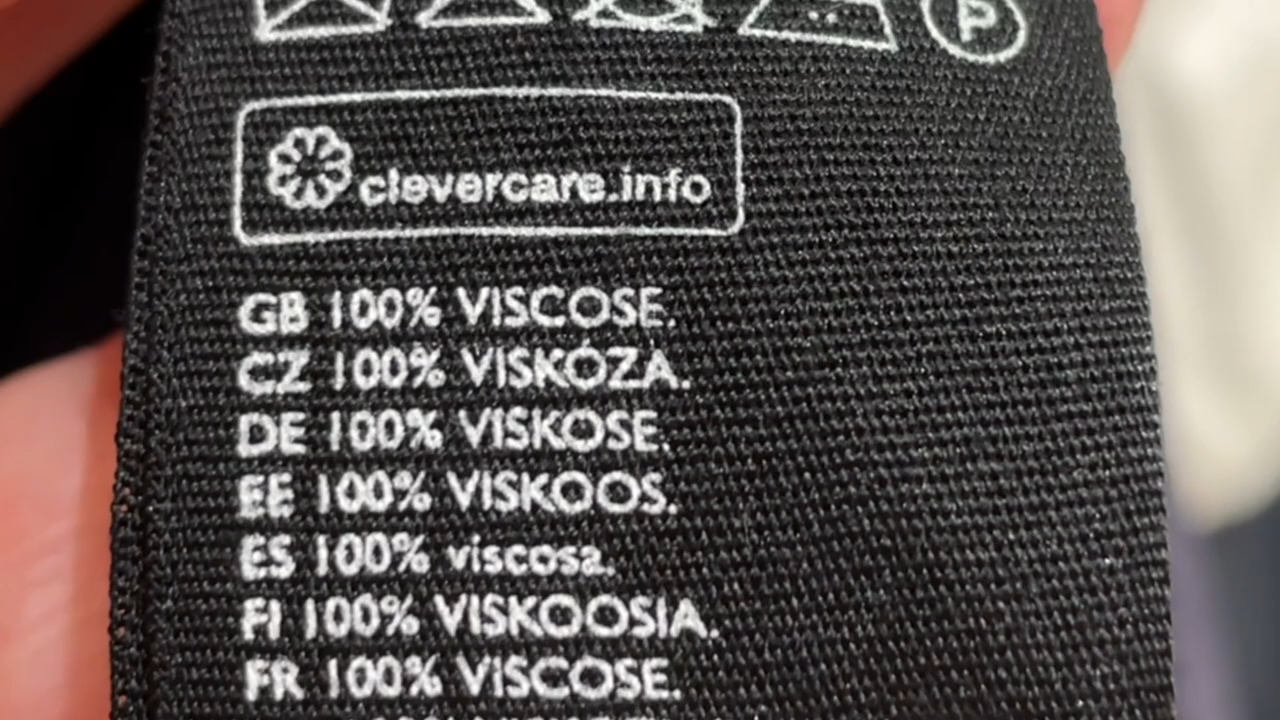 P
clevercare.info
GB 100% VISCOSE.
CZ 100% VISKÓZA.
DE 100% VISKOSE.
EE 100% VISKOOS.
ES 100% viscosa.
FI 100% VISKOOSIA.
FR 100% VISCOSE.